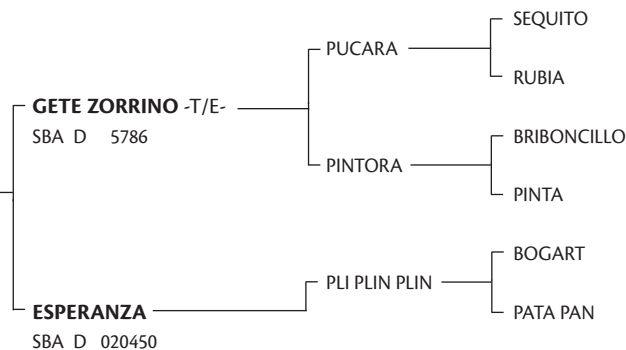 SEQUITO
PUCARA
RUBIA
GETE ZORRINO -T/E-
SBA D 5786
BRIBONCILLO
PINTORA
PINTA
BOGART
PLI PLIN PLIN
ESPERANZA
PATA PAN
SBA D 020450